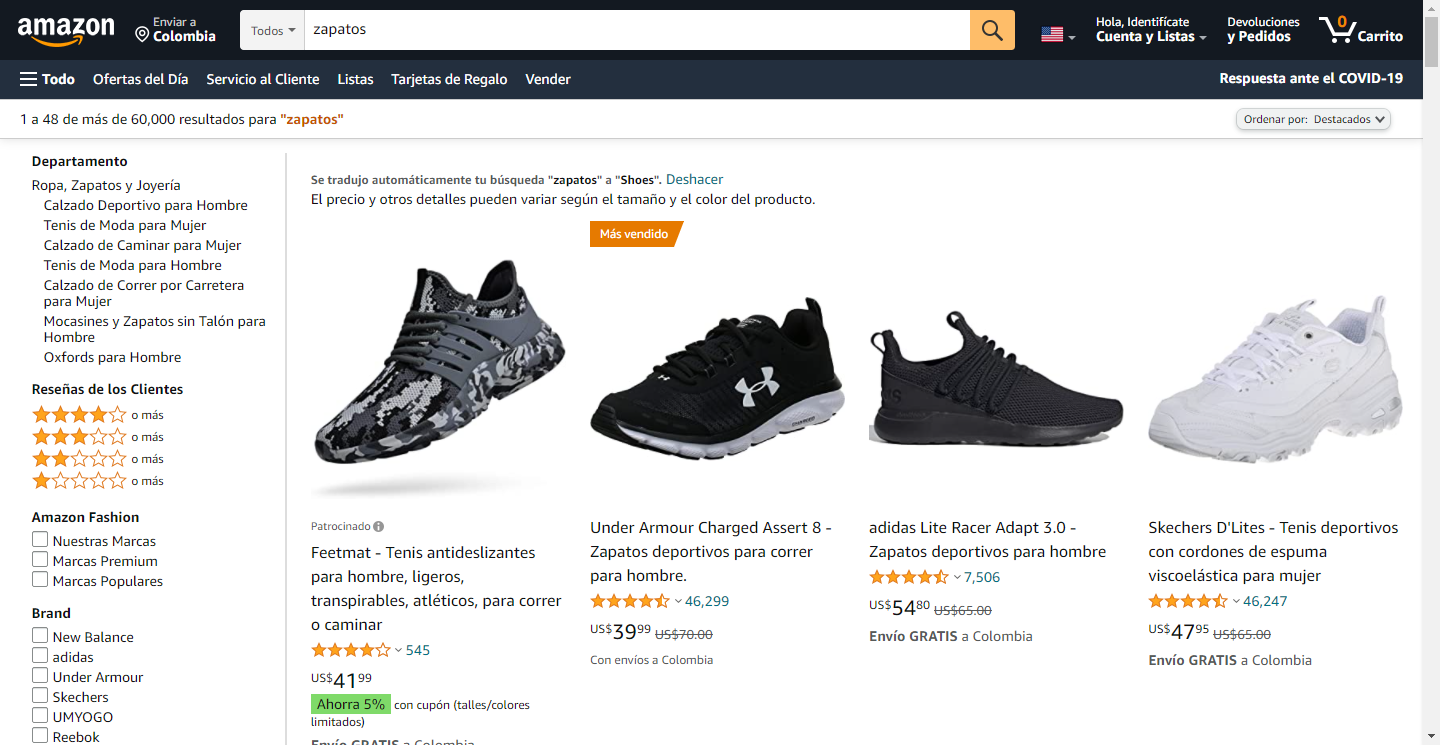 amazon
Enviar a
Colombia
Todos
zapatos
Hola, Identifícate
Cuenta y Listas
Devoluciones
y Pedidos
0
Carrito
Todo
Ofertas del Día
Servicio al Cliente
Listas
Tarjetas de Regalo
Vender
Respuesta ante el COVID-19
1 a 48 de más de 60,000 resultados para "zapatos"
Ordenar por: Destacados
Departamento
Ropa, Zapatos y Joyería
Calzado Deportivo para Hombre
Tenis de Moda para Mujer
Calzado de Caminar para Mujer
Tenis de Moda para Hombre
Calzado de Correr por Carretera
para Mujer
Mocasines y Zapatos sin Talón para
Hombre
Oxfords para Hombre
Reseñas de los Clientes
o más
o más
o más
o más
Amazon Fashion
Nuestras Marcas
Marcas Premium
Marcas Populares
Brand
New Balance
adidas
Under Armour
Skechers
UMYOGO
Reebok
Se tradujo automáticamente tu búsqueda "zapatos" a "Shoes". Deshacer
El precio y otros detalles pueden variar según el tamaño y el color del producto.
Patrocinado
Feetmat - Tenis antideslizantes
para hombre, ligeros,
transpirables, atléticos, para correr
o caminar
545
US$41.99
Ahorra 5% con cupón (talles/colores
limitados)
Envío GRATIS a Colombia
Más vendido
Under Armour Charged Assert 8 -
Zapatos deportivos para correr
para hombre.
46,299
US$39.99 US$70.00
Con envíos a Colombia
adidas Lite Racer Adapt 3.0 -
Zapatos deportivos para hombre
7,506
US$54.80 US$65.00
Envío GRATIS a Colombia
Skechers D'Lites - Tenis deportivos
con cordones de espuma
viscoelástica para mujer
46,247
US$47.95 US$65.00
Envío GRATIS a Colombia